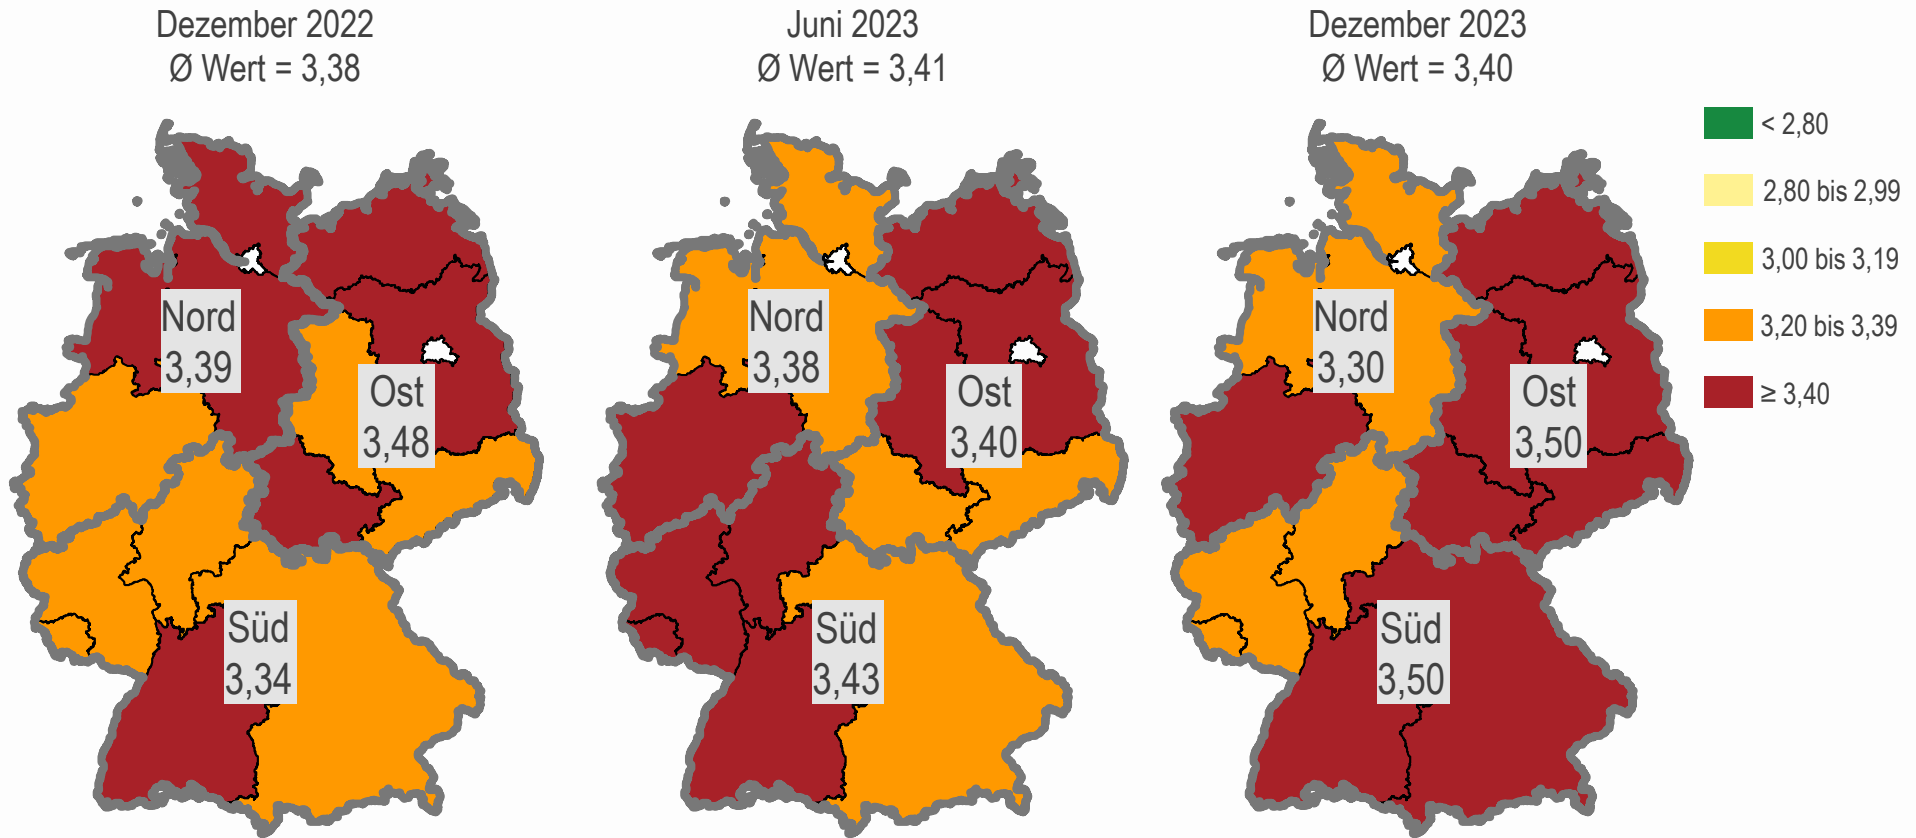 Dezember 2022
Ø Wert = 3,38
Juni 2023
Ø Wert = 3,41
Dezember 2023
Ø Wert = 3,40
Nord
3,39
Ost
3,48
Süd
3,34
Nord
3,38
Ost
3,40
Süd
3,43
Nord
3,30
Ost
3,50
Süd
3,50
< 2,80
2,80 bis 2,99
3,00 bis 3,19
3,20 bis 3,39
≥ 3,40